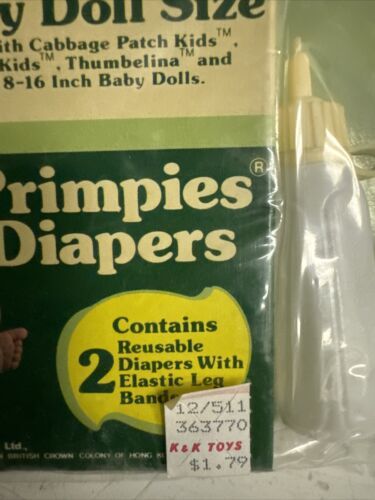 y Doll Size
ith Cabbage Patch Kids™,
Kids™, Thumbelina™ and
8-16 Inch Baby Dolls.
Primpies®
Diapers
Contains
2 Reusable
Diapers With
Elastic Leg
Bands
12/511
363770
K&K TOYS
$1.79
Ltd.,
BRITISH CROWN COLONY OF HONG K